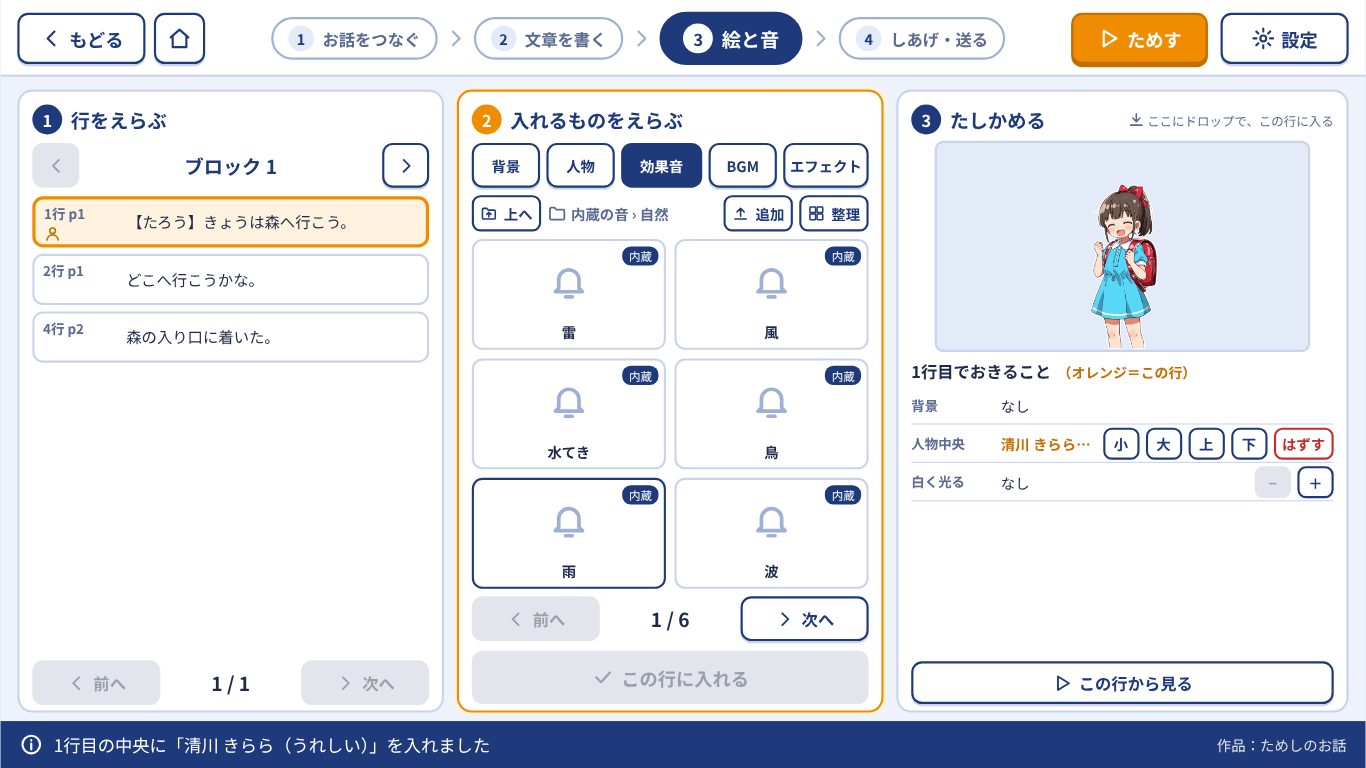 もどる
1 お話をつなぐ
2 文章を書く
3 絵と音
4 しあげ・送る
ためす
設定
1 行をえらぶ
ブロック 1
1行 p1
【たろう】きょうは森へ行こう。
2行 p1
どこへ行こうかな。
4行 p2
森の入り口に着いた。
前へ
1 / 1
次へ
2 入れるものをえらぶ
背景
人物
効果音
BGM
エフェクト
上へ
内蔵の音 › 自然
追加
整理
内蔵
雷
内蔵
風
内蔵
水てき
内蔵
鳥
内蔵
雨
内蔵
波
前へ
1 / 6
次へ
この行に入れる
3 たしかめる
ここにドロップで、この行に入る
1行目でおきること （オレンジ＝この行）
背景 なし
人物中央 清川 きらら… 小 大 上 下 はずす
白く光る なし − ＋
この行から見る
1行目の中央に「清川 きらら（うれしい）」を入れました
作品：ためしのお話